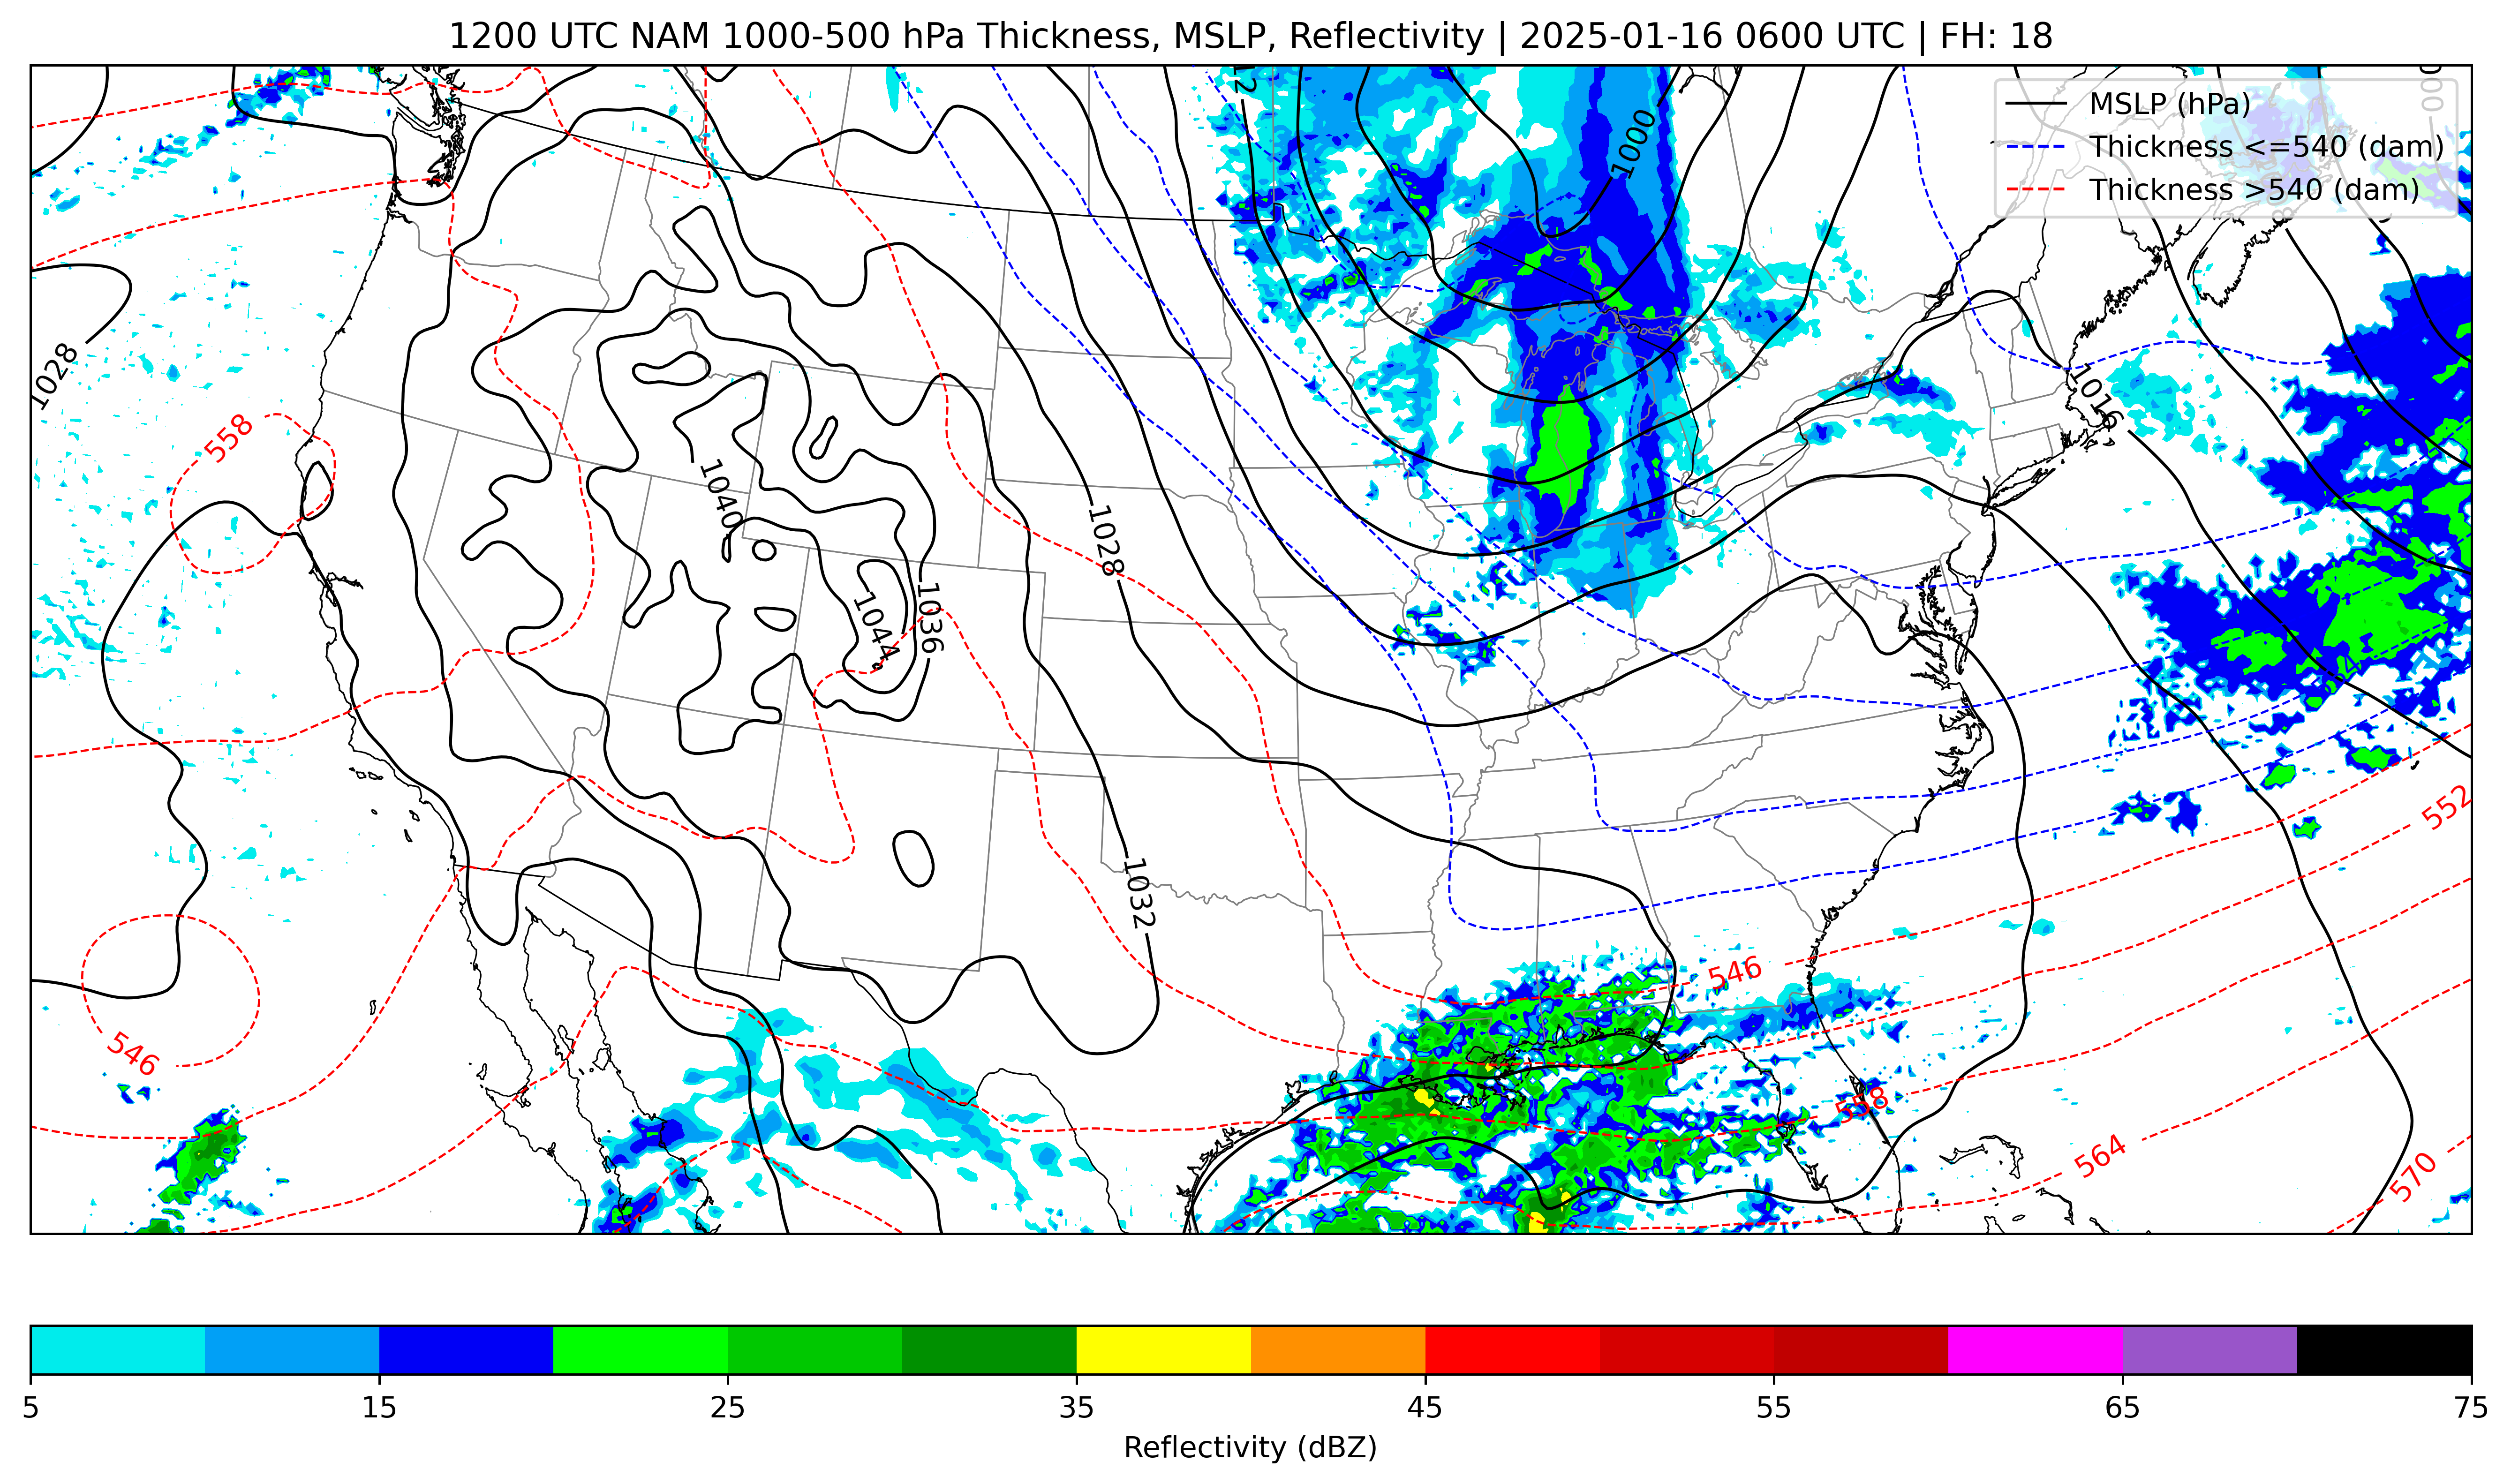 1200 UTC NAM 1000-500 hPa Thickness, MSLP, Reflectivity | 2025-01-16 0600 UTC | FH: 18
MSLP (hPa)
Thickness <=540 (dam)
Thickness >540 (dam)
1000
1028
1016
558
1040
1028
1044
1036
552
1032
546
546
558
564
570
5 15 25 35 45 55 65 75
Reflectivity (dBZ)